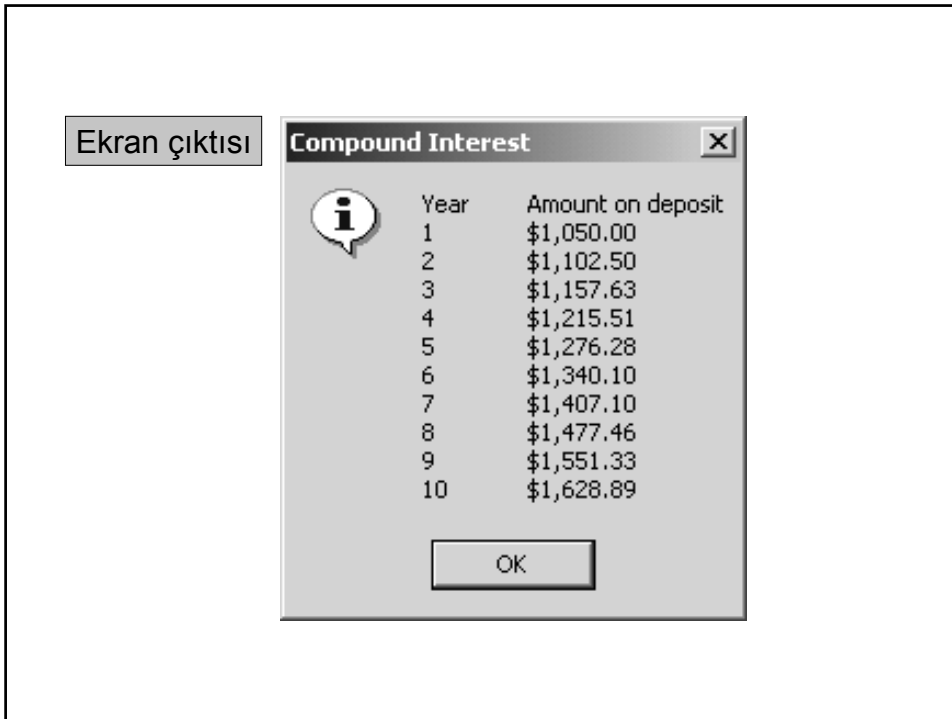 Ekran çıktısı
Compound Interest
Year Amount on deposit
1 $1,050.00
2 $1,102.50
3 $1,157.63
4 $1,215.51
5 $1,276.28
6 $1,340.10
7 $1,407.10
8 $1,477.46
9 $1,551.33
10 $1,628.89
OK